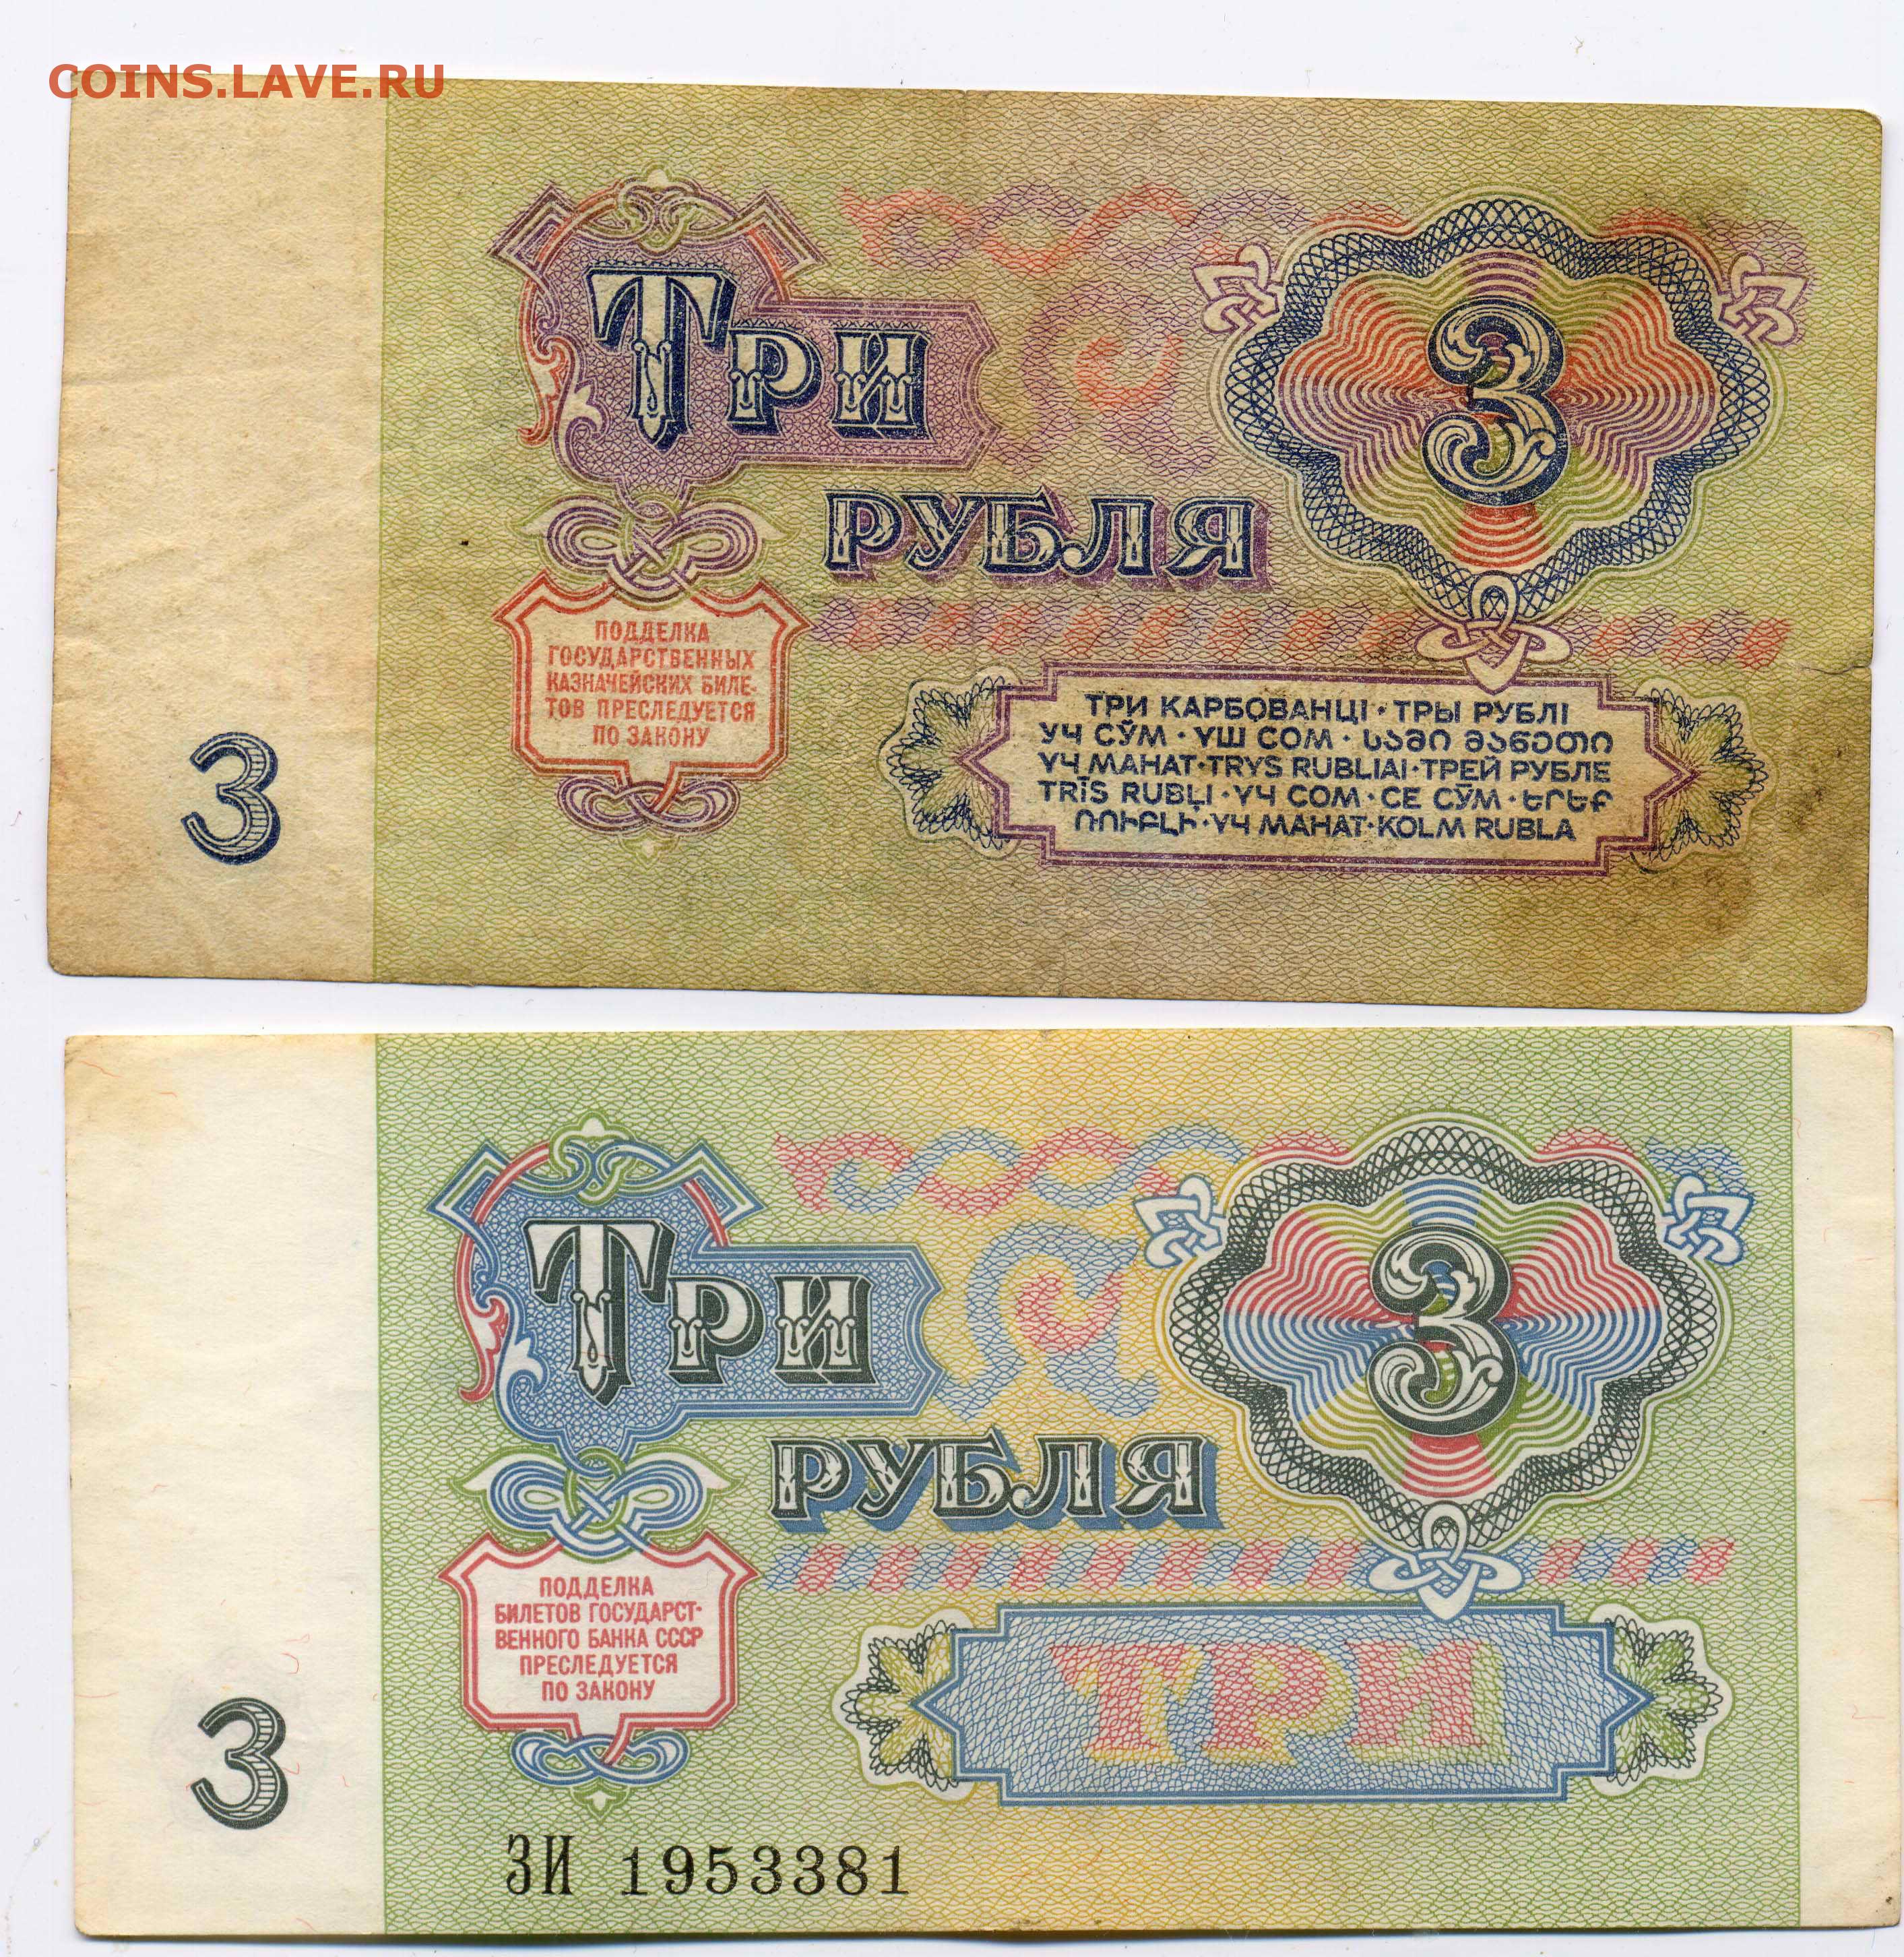 COINS.LAVE.RU
ТРИ
РУБЛЯ
3
ПОДДЕЛКА
ГОСУДАРСТВЕННЫХ
КАЗНАЧЕЙСКИХ БИЛЕ-
ТОВ ПРЕСЛЕДУЕТСЯ
ПО ЗАКОНУ
3
ТРИ КАРБОВАНЦІ · ТРЫ РУБЛІ
УЧ СЎМ · ҮШ СОМ · ᲡᲐᲛᲘ ᲛᲐᲜᲔᲗᲘ
ҮЧ МАНАТ · TRYS RUBLIAI · ТРЕЙ РУБЛЕ
TRĪS RUBĻI · ҮЧ СОМ · СЕ СӮМ · ԵՐԵՔ
ՌՈՒԲԼԻ · ҮЧ МАНАТ · KOLM RUBLA
ТРИ
РУБЛЯ
3
ПОДДЕЛКА
БИЛЕТОВ ГОСУДАРСТ-
ВЕННОГО БАНКА СССР
ПРЕСЛЕДУЕТСЯ
ПО ЗАКОНУ
ТРИ
3
ЗИ 1953381